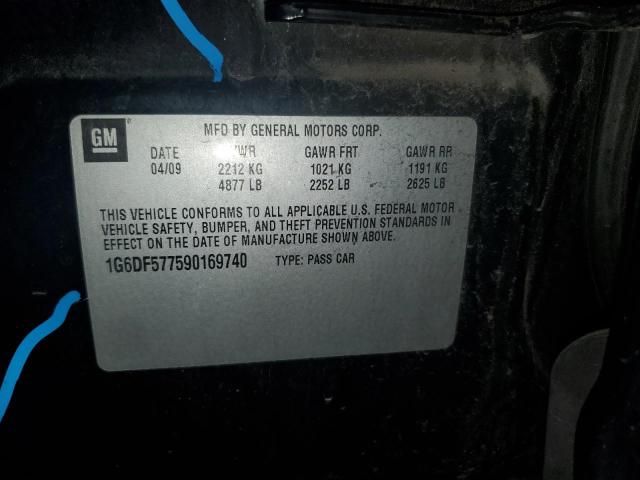 GM
MFD BY GENERAL MOTORS CORP.
DATE VWR GAWR FRT GAWR RR
04/09 2212 KG 1021 KG 1191 KG
4877 LB 2252 LB 2625 LB
THIS VEHICLE CONFORMS TO ALL APPLICABLE U.S. FEDERAL MOTOR
VEHICLE SAFETY, BUMPER, AND THEFT PREVENTION STANDARDS IN
EFFECT ON THE DATE OF MANUFACTURE SHOWN ABOVE.
1G6DF577590169740 TYPE: PASS CAR